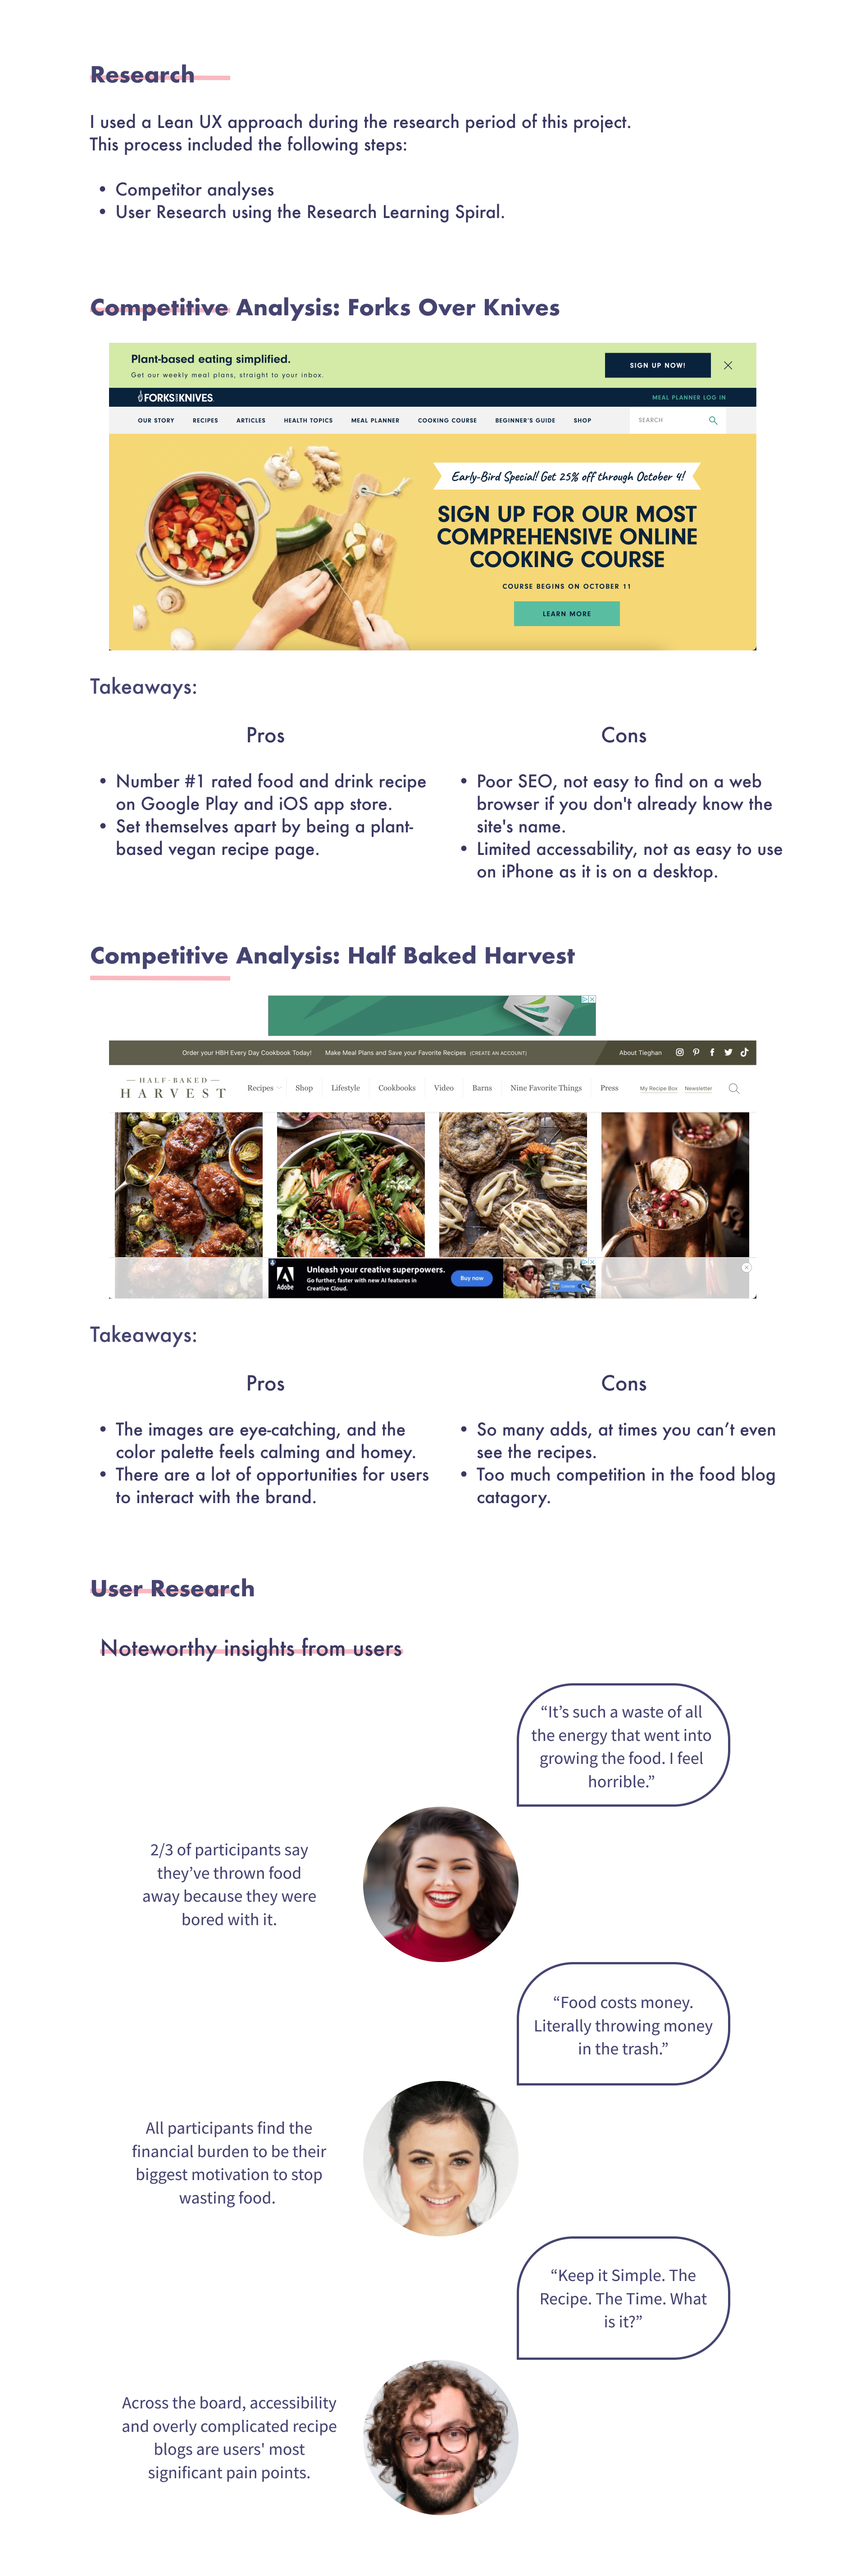 Research
I used a Lean UX approach during the research period of this project.
This process included the following steps:
• Competitor analyses
• User Research using the Research Learning Spiral.
Competitive Analysis: Forks Over Knives
Plant-based eating simplified.
Get our weekly meal plans, straight to your inbox.
SIGN UP NOW!
FORKS OVER KNIVES
MEAL PLANNER LOG IN
OUR STORY RECIPES ARTICLES HEALTH TOPICS MEAL PLANNER COOKING COURSE BEGINNER'S GUIDE SHOP SEARCH
Early-Bird Special! Get 25% off through October 4!
SIGN UP FOR OUR MOST
COMPREHENSIVE ONLINE
COOKING COURSE
COURSE BEGINS ON OCTOBER 11
LEARN MORE
Takeaways:
Pros
• Number #1 rated food and drink recipe
on Google Play and iOS app store.
• Set themselves apart by being a plant-
based vegan recipe page.
Cons
• Poor SEO, not easy to find on a web
browser if you don't already know the
site's name.
• Limited accessability, not as easy to use
on iPhone as it is on a desktop.
Competitive Analysis: Half Baked Harvest
Order your HBH Every Day Cookbook Today! Make Meal Plans and Save your Favorite Recipes (CREATE AN ACCOUNT) About Tieghan
HALF·BAKED
HARVEST
Recipes Shop Lifestyle Cookbooks Video Barns Nine Favorite Things Press My Recipe Box Newsletter
Adobe
Unleash your creative superpowers.
Go further, faster with new AI features in
Creative Cloud.
Buy now
Takeaways:
Pros
• The images are eye-catching, and the
color palette feels calming and homey.
• There are a lot of opportunities for users
to interact with the brand.
Cons
• So many adds, at times you can’t even
see the recipes.
• Too much competition in the food blog
catagory.
User Research
Noteworthy insights from users
“It’s such a waste of all
the energy that went into
growing the food. I feel
horrible.”
2/3 of participants say
they’ve thrown food
away because they were
bored with it.
“Food costs money.
Literally throwing money
in the trash.”
All participants find the
financial burden to be their
biggest motivation to stop
wasting food.
“Keep it Simple. The
Recipe. The Time. What
is it?”
Across the board, accessibility
and overly complicated recipe
blogs are users' most
significant pain points.